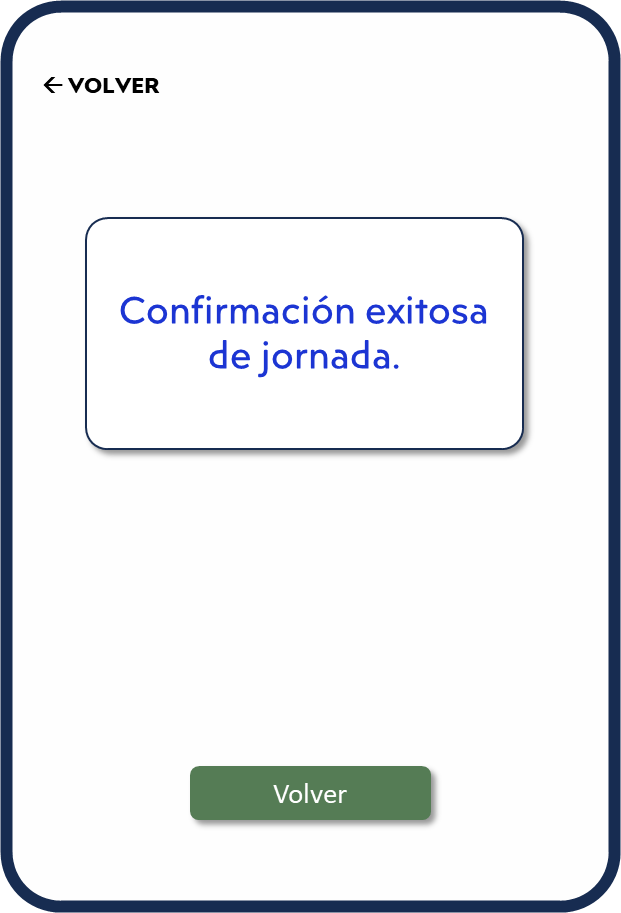 ← VOLVER
Confirmación exitosa
de jornada.
Volver